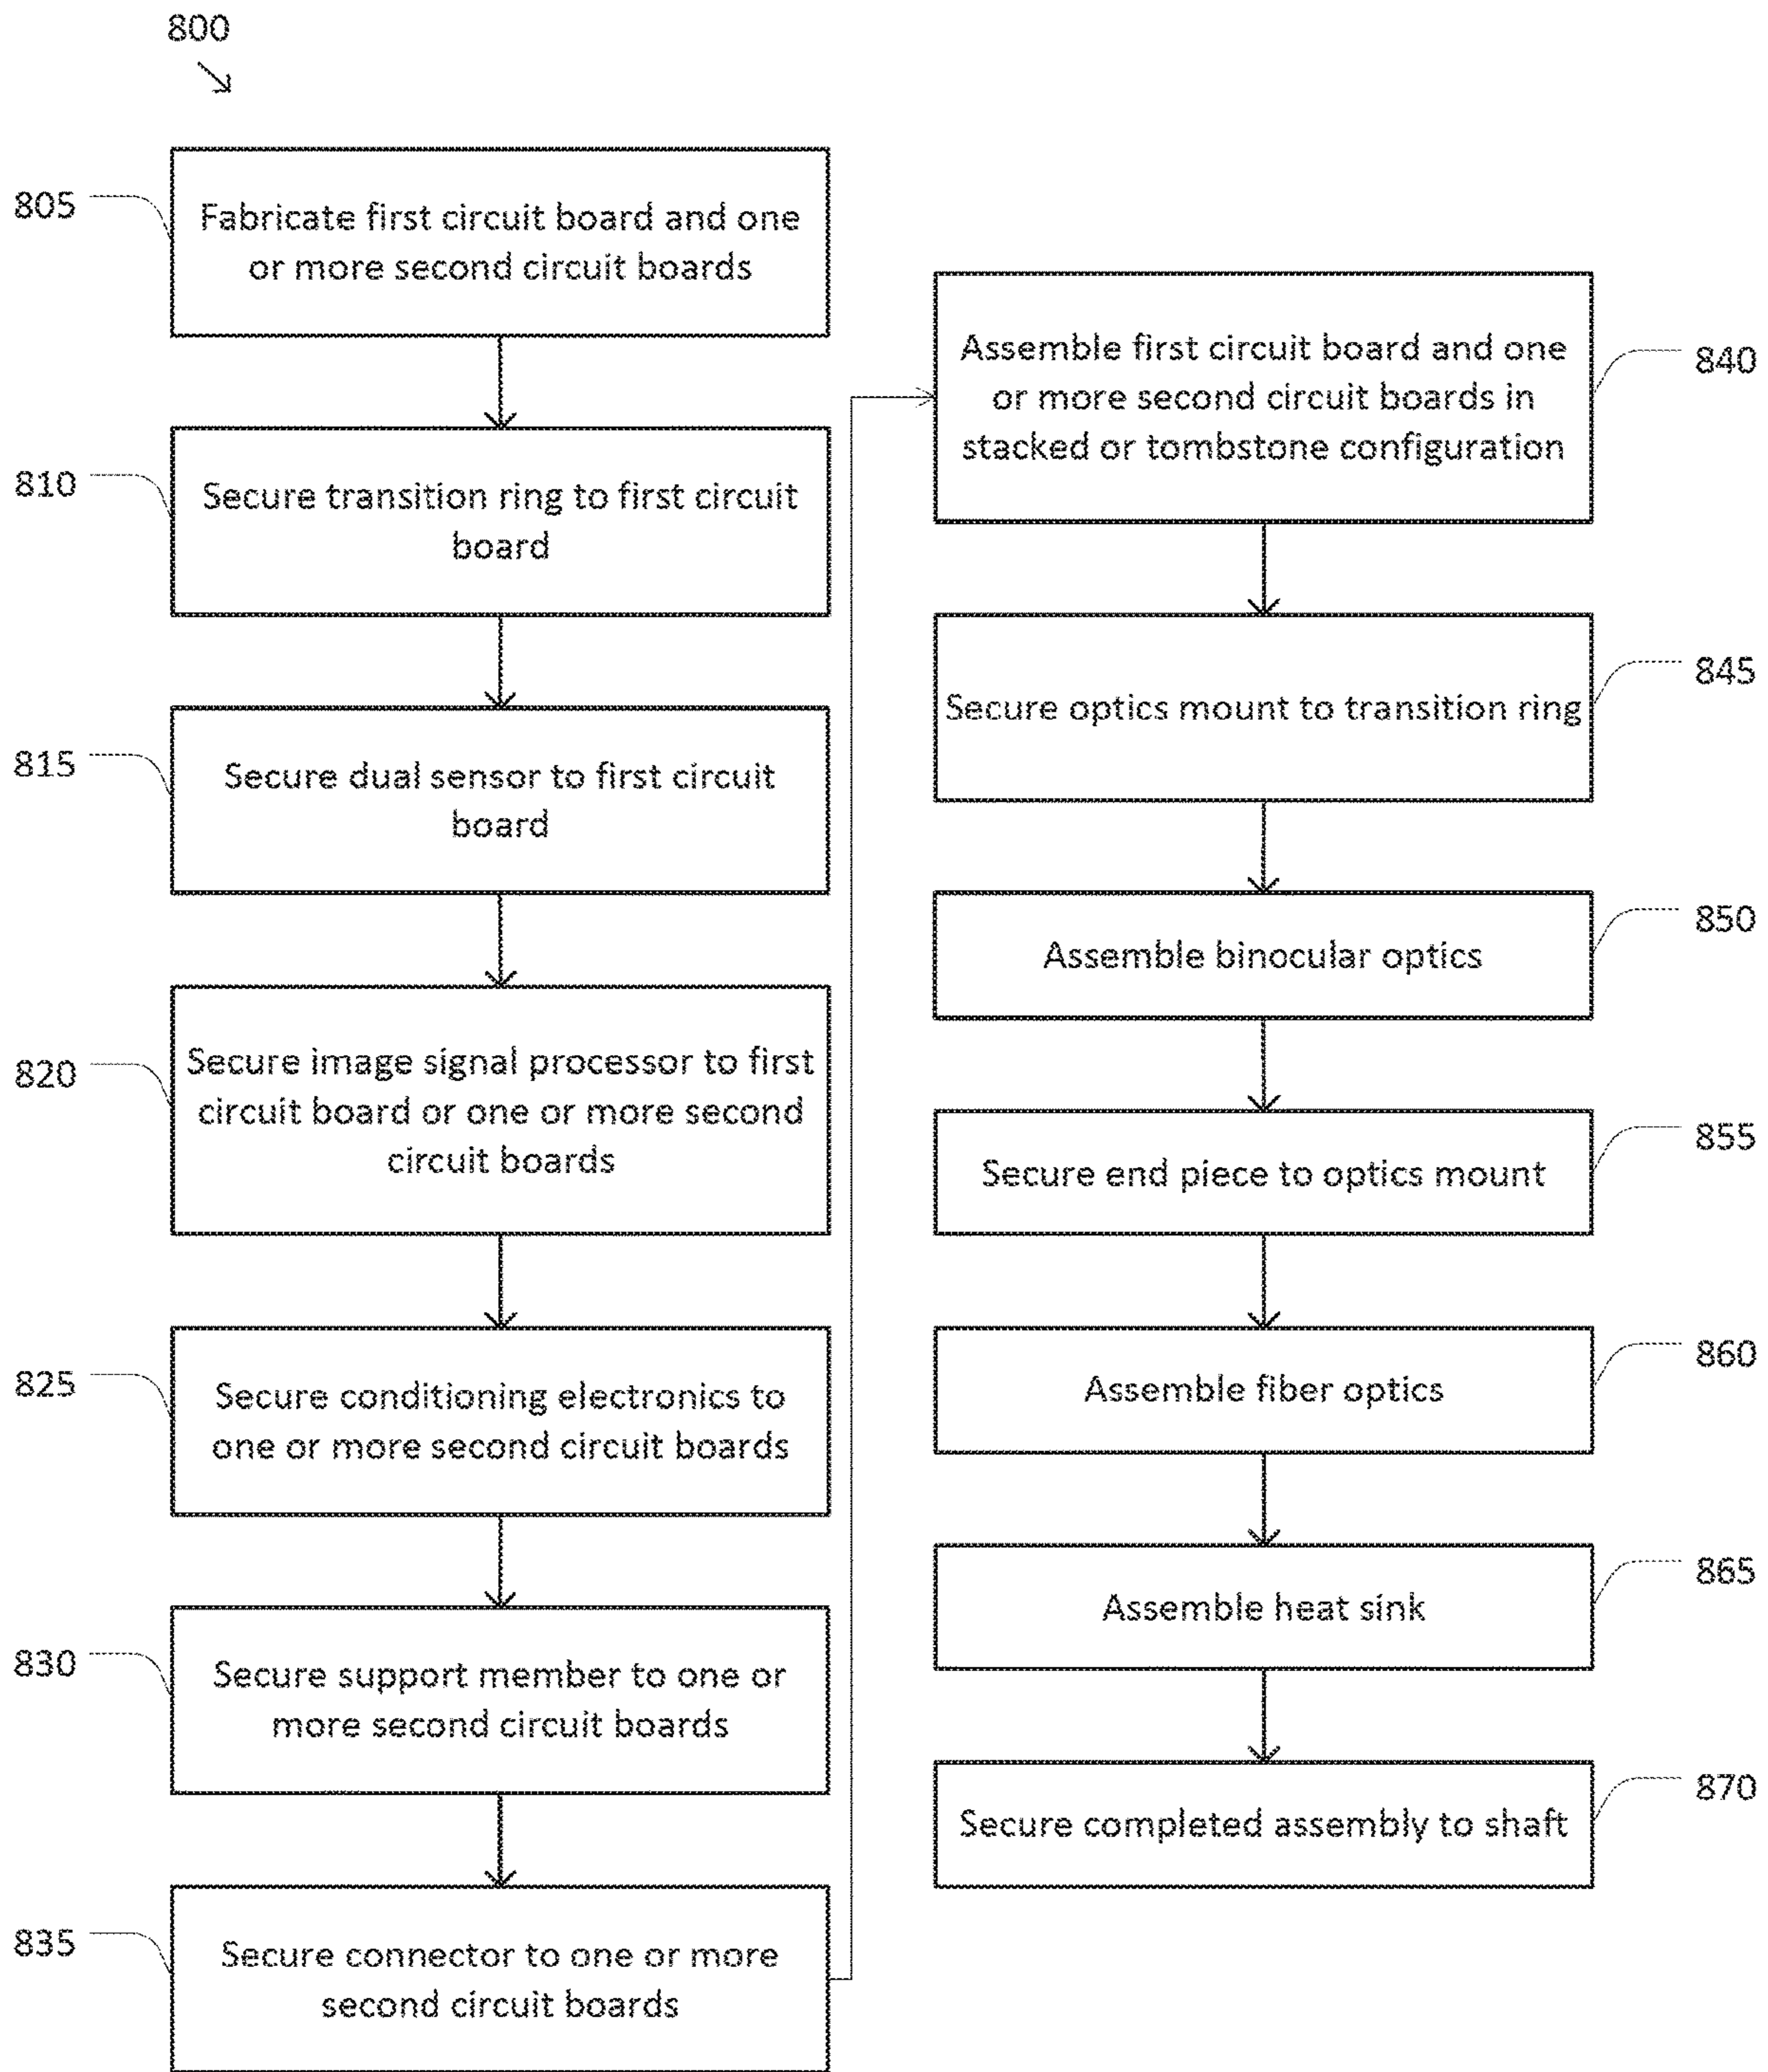 800
805
Fabricate first circuit board and one
or more second circuit boards
810
Secure transition ring to first circuit
board
815
Secure dual sensor to first circuit
board
820
Secure image signal processor to first
circuit board or one or more second
circuit boards
825
Secure conditioning electronics to
one or more second circuit boards
830
Secure support member to one or
more second circuit boards
835
Secure connector to one or more
second circuit boards
Assemble first circuit board and one
or more second circuit boards in
stacked or tombstone configuration
840
Secure optics mount to transition ring
845
Assemble binocular optics
850
Secure end piece to optics mount
855
Assemble fiber optics
860
Assemble heat sink
865
Secure completed assembly to shaft
870